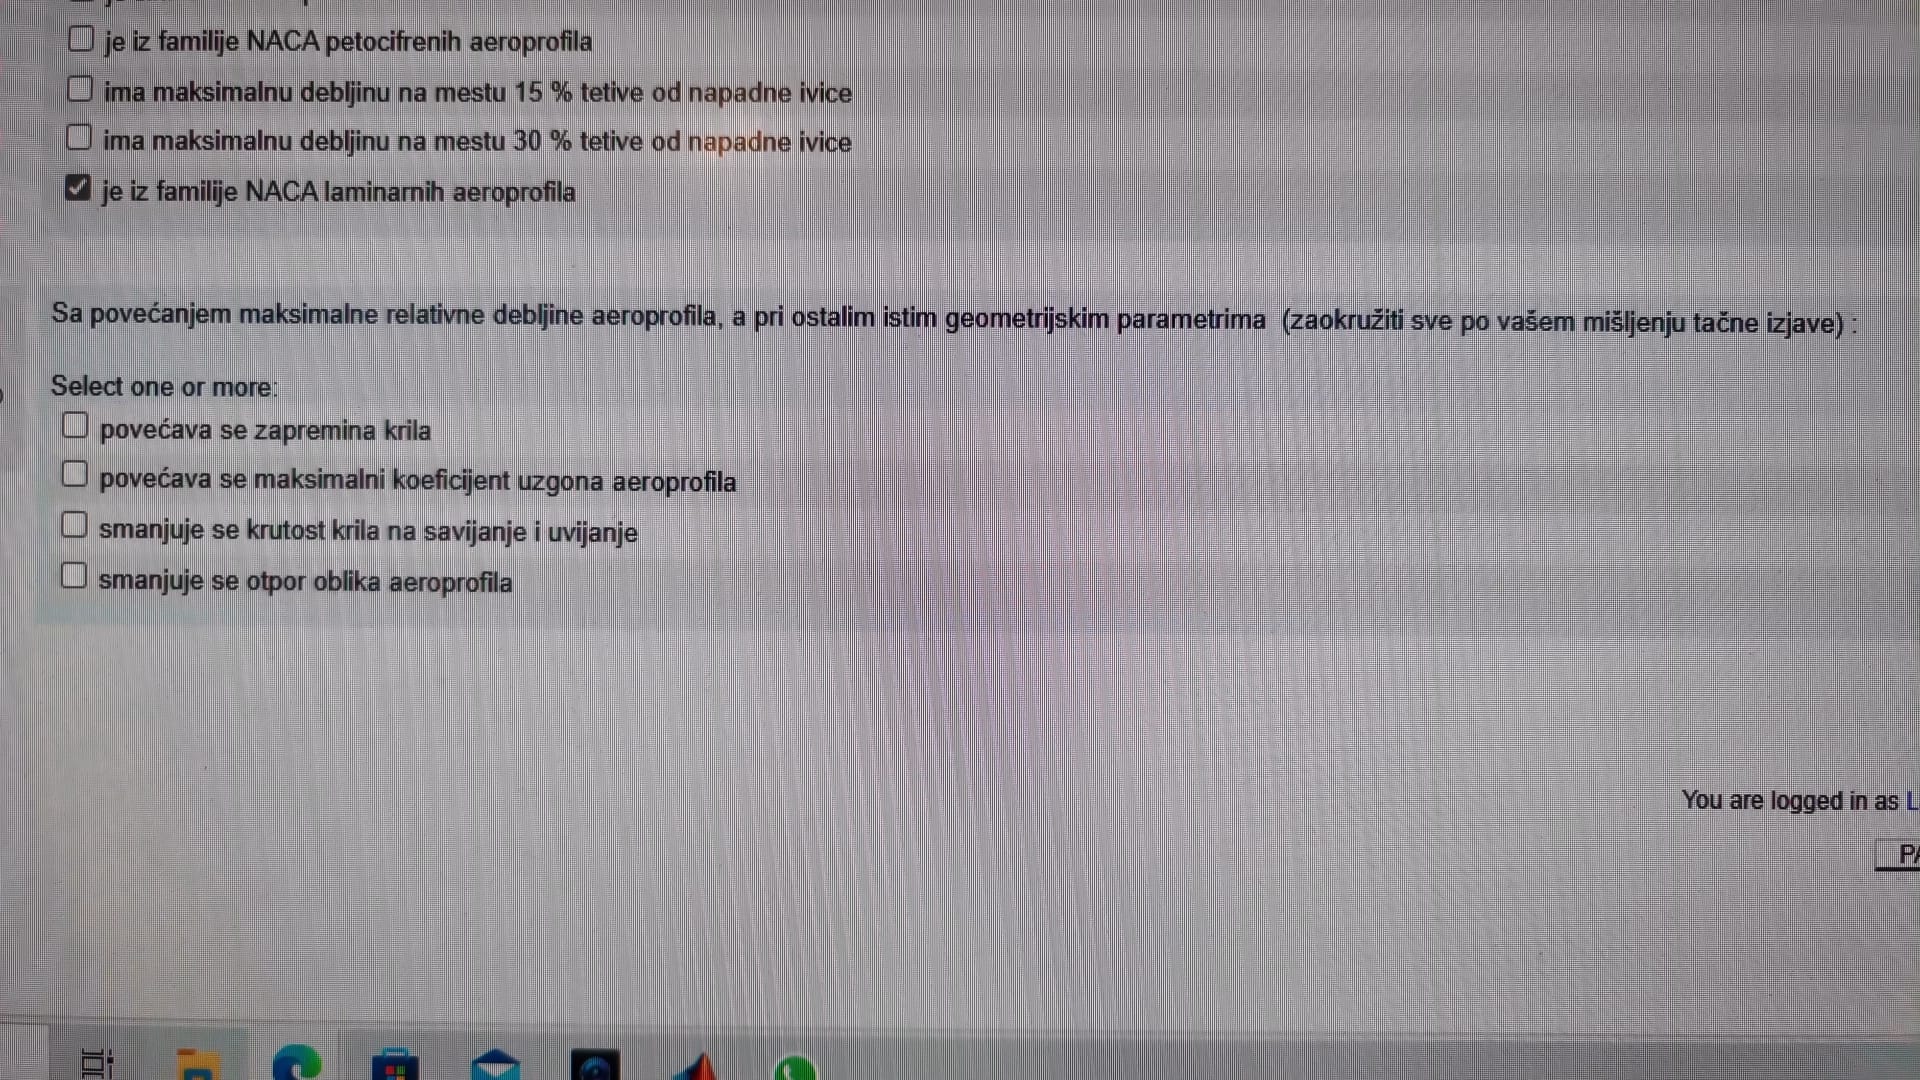 je iz familije NACA petocifrenih aeroprofila
ima maksimalnu debljinu na mestu 15 % tetive od napadne ivice
ima maksimalnu debljinu na mestu 30 % tetive od napadne ivice
je iz familije NACA laminarnih aeroprofila
Sa povećanjem maksimalne relativne debljine aeroprofila, a pri ostalim istim geometrijskim parametrima (zaokružiti sve po vašem mišljenju tačne izjave) :
Select one or more:
povećava se zapremina krila
povećava se maksimalni koeficijent uzgona aeroprofila
smanjuje se krutost krila na savijanje i uvijanje
smanjuje se otpor oblika aeroprofila
You are logged in as L
PA